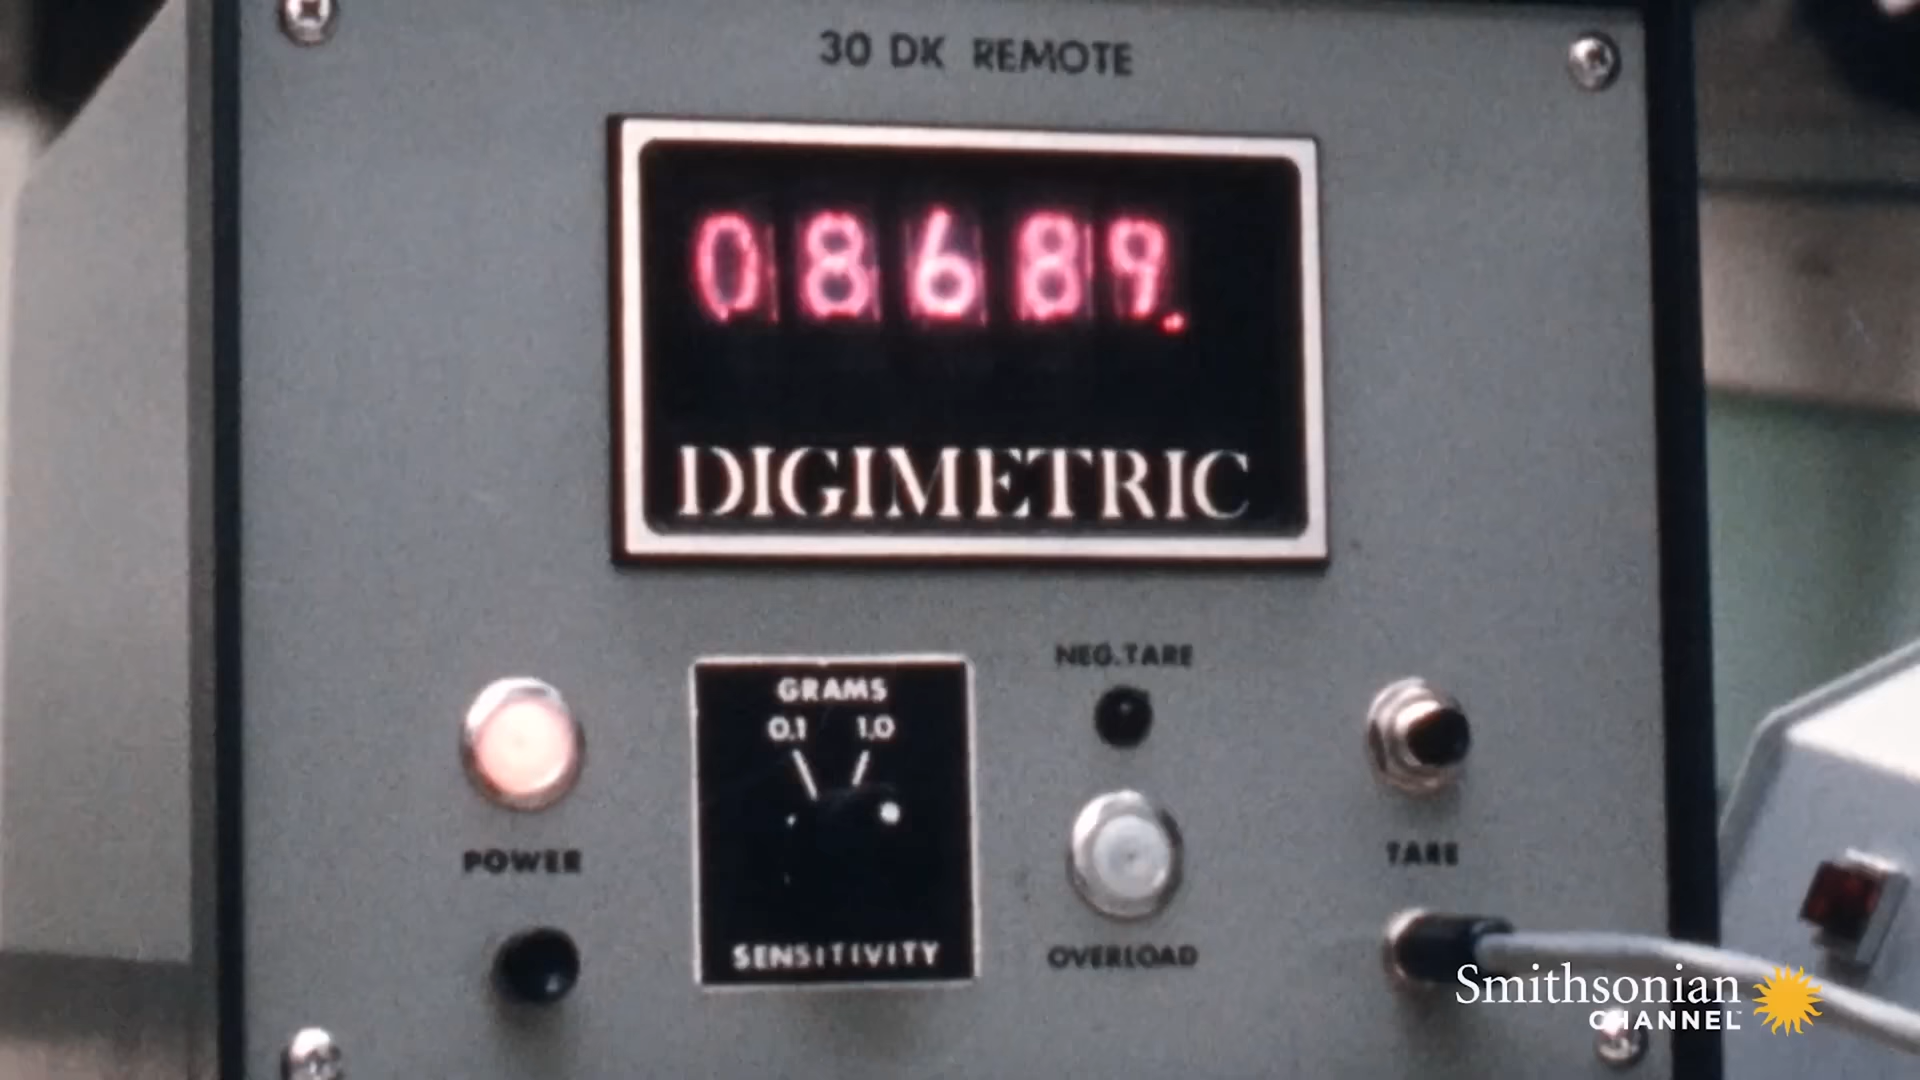 30 DK REMOTE
08689.
DIGIMETRIC
NEG.TARE
GRAMS
0.1 1.0
POWER
TARE
SENSITIVITY
OVERLOAD
Smithsonian
CHANNEL